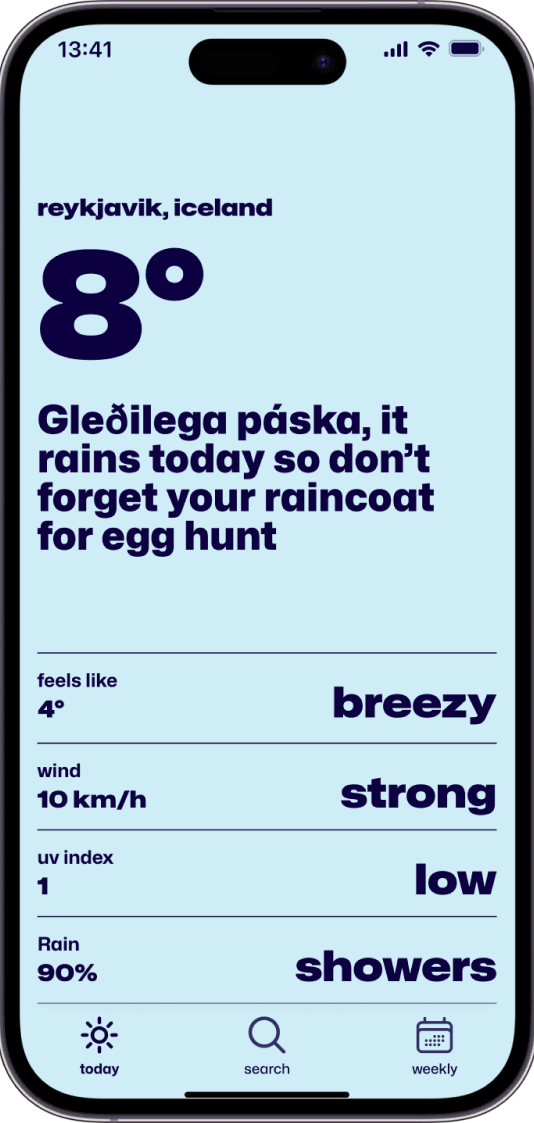 13:41
reykjavik, iceland
8°
Gleðilega páska, it
rains today so don’t
forget your raincoat
for egg hunt
feels like
4°
breezy
wind
10 km/h
strong
uv index
1
low
Rain
90%
showers
today
search
weekly